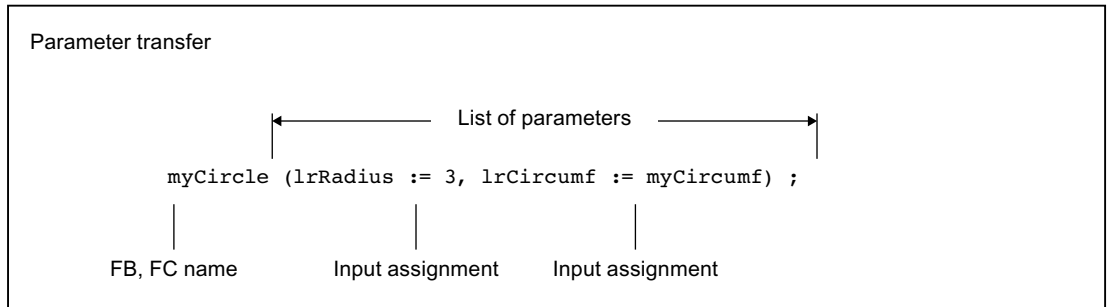 Parameter transfer
List of parameters
myCircle (lrRadius := 3, lrCircumf := myCircumf) ;
FB, FC name
Input assignment
Input assignment